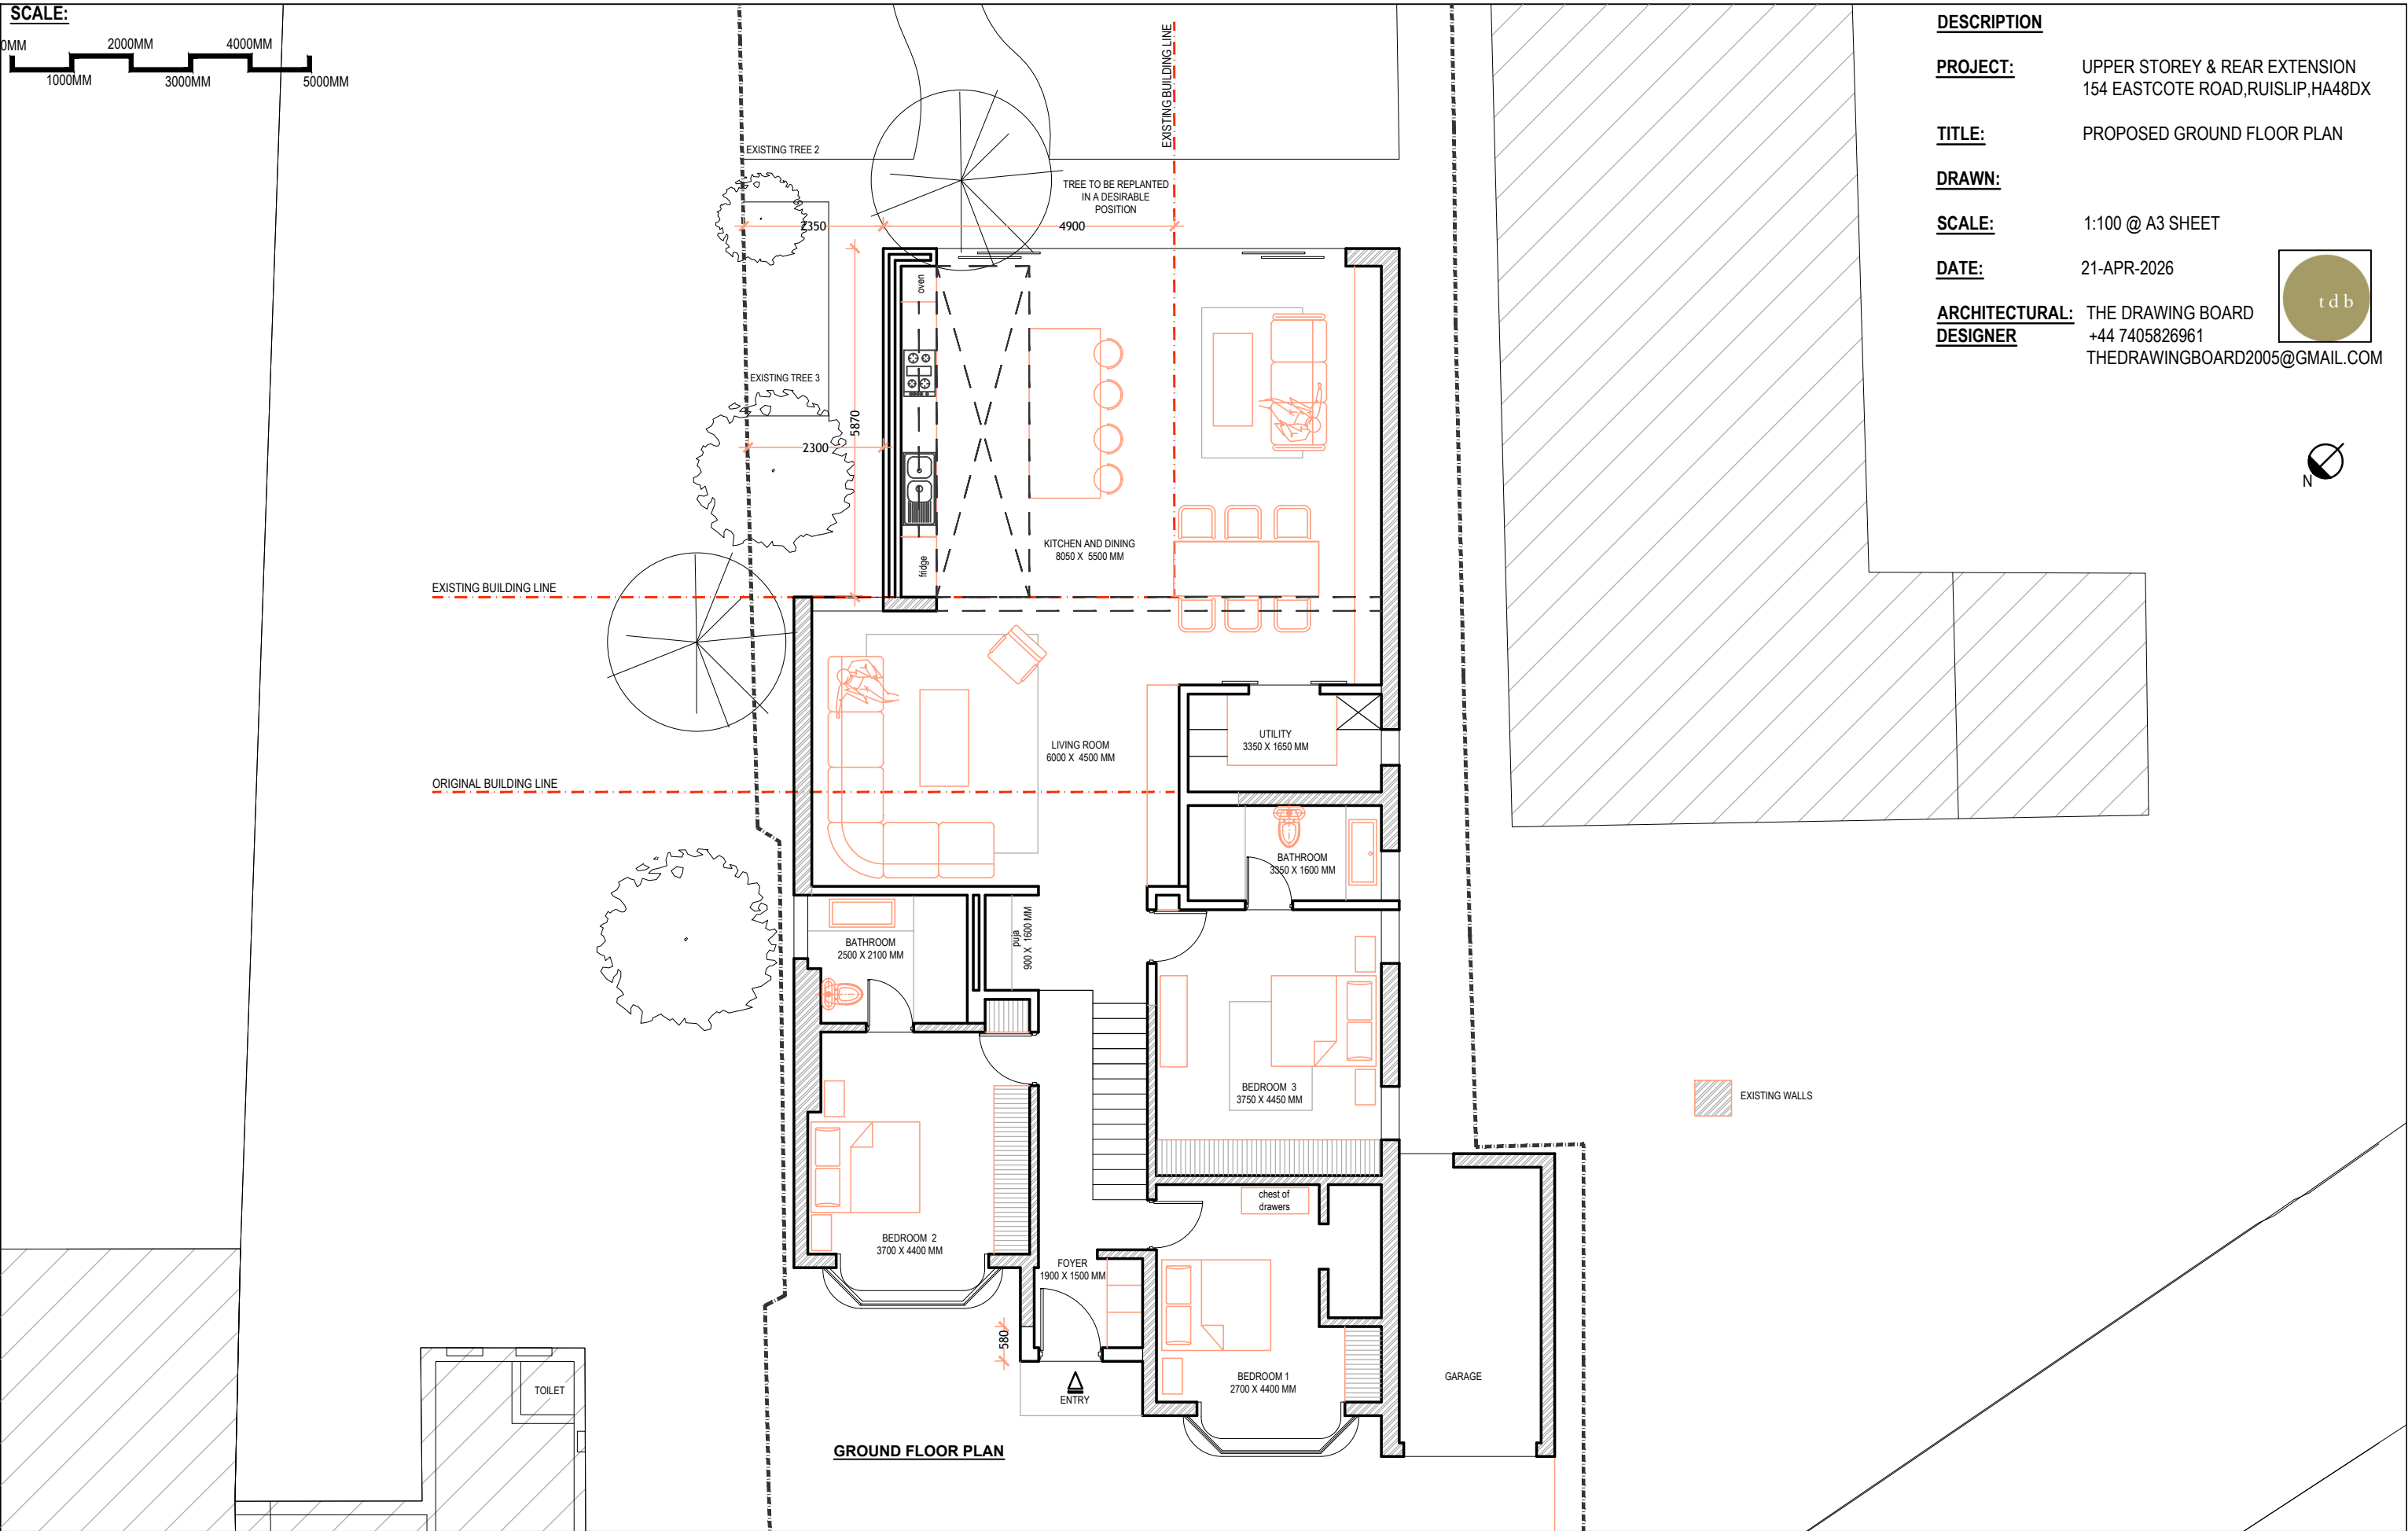 SCALE:
0MM
2000MM
4000MM
1000MM
3000MM
5000MM
DESCRIPTION
PROJECT:
UPPER STOREY & REAR EXTENSION
154 EASTCOTE ROAD,RUISLIP,HA48DX
TITLE:
PROPOSED GROUND FLOOR PLAN
DRAWN:
SCALE:
1:100 @ A3 SHEET
DATE:
21-APR-2026
ARCHITECTURAL:
DESIGNER
THE DRAWING BOARD
+44 7405826961
THEDRAWINGBOARD2005@GMAIL.COM
t d b
N
EXISTING BUILDING LINE
EXISTING TREE 2
TREE TO BE REPLANTED
IN A DESIRABLE
POSITION
2350
4900
oven
EXISTING TREE 3
5870
2300
KITCHEN AND DINING
8050 X 5500 MM
fridge
EXISTING BUILDING LINE
LIVING ROOM
6000 X 4500 MM
UTILITY
3350 X 1650 MM
ORIGINAL BUILDING LINE
BATHROOM
3350 X 1600 MM
BATHROOM
2500 X 2100 MM
puja
900 X 1600 MM
BEDROOM 3
3750 X 4450 MM
EXISTING WALLS
chest of
drawers
BEDROOM 2
3700 X 4400 MM
FOYER
1900 X 1500 MM
580
ENTRY
BEDROOM 1
2700 X 4400 MM
GARAGE
TOILET
GROUND FLOOR PLAN